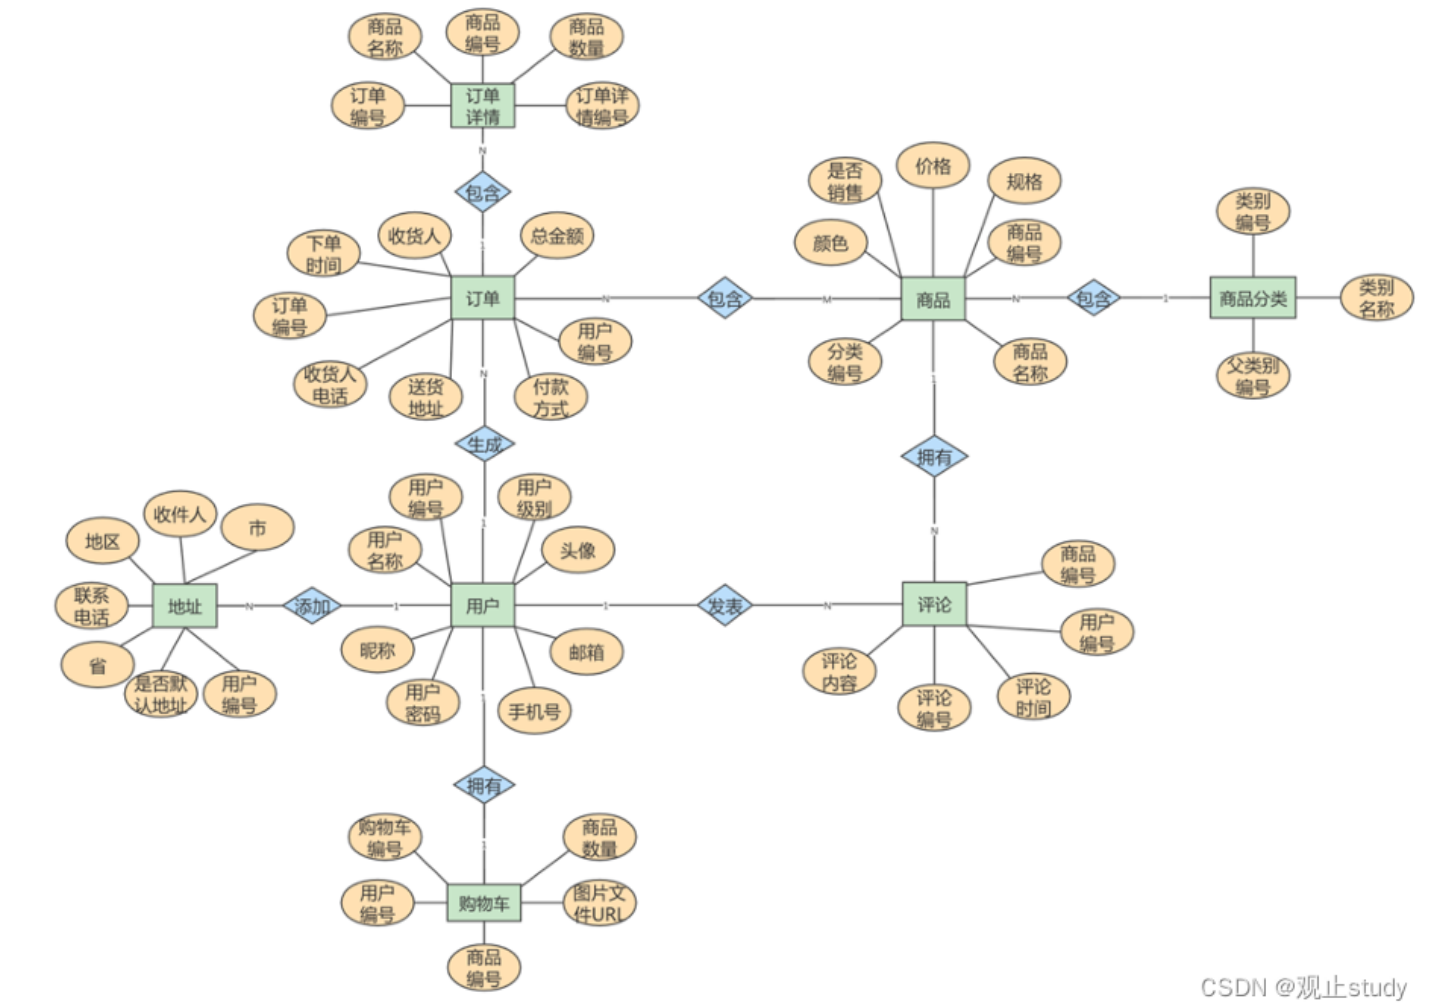 商品
名称
商品
编号
商品
数量
订单
编号
订单
详情
订单详
情编号
N
包含
1
下单
时间
收货人
总金额
订单
编号
订单
用户
编号
收货人
电话
送货
地址
付款
方式
N
包含
M
是否
销售
价格
规格
颜色
商品
编号
商品
分类
编号
商品
名称
N
包含
1
类别
编号
商品分类
类别
名称
父类别
编号
N
生成
1
1
拥有
N
用户
编号
用户
级别
用户
名称
头像
用户
昵称
邮箱
用户
密码
手机号
地区
收件人
市
联系
电话
地址
省
是否默
认地址
用户
编号
N
添加
1
1
发表
N
商品
编号
评论
用户
编号
评论
内容
评论
编号
评论
时间
1
拥有
1
购物车
编号
商品
数量
用户
编号
购物车
图片文
件URL
商品
编号
CSDN @观止study